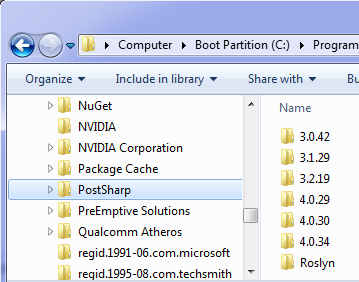 Computer Boot Partition (C:) Program
Organize Include in library Share with Bu
NuGet
NVIDIA
NVIDIA Corporation
Package Cache
PostSharp
PreEmptive Solutions
Qualcomm Atheros
regid.1991-06.com.microsoft
regid.1995-08.com.techsmith
Name
3.0.42
3.1.29
3.2.19
4.0.29
4.0.30
4.0.34
Roslyn